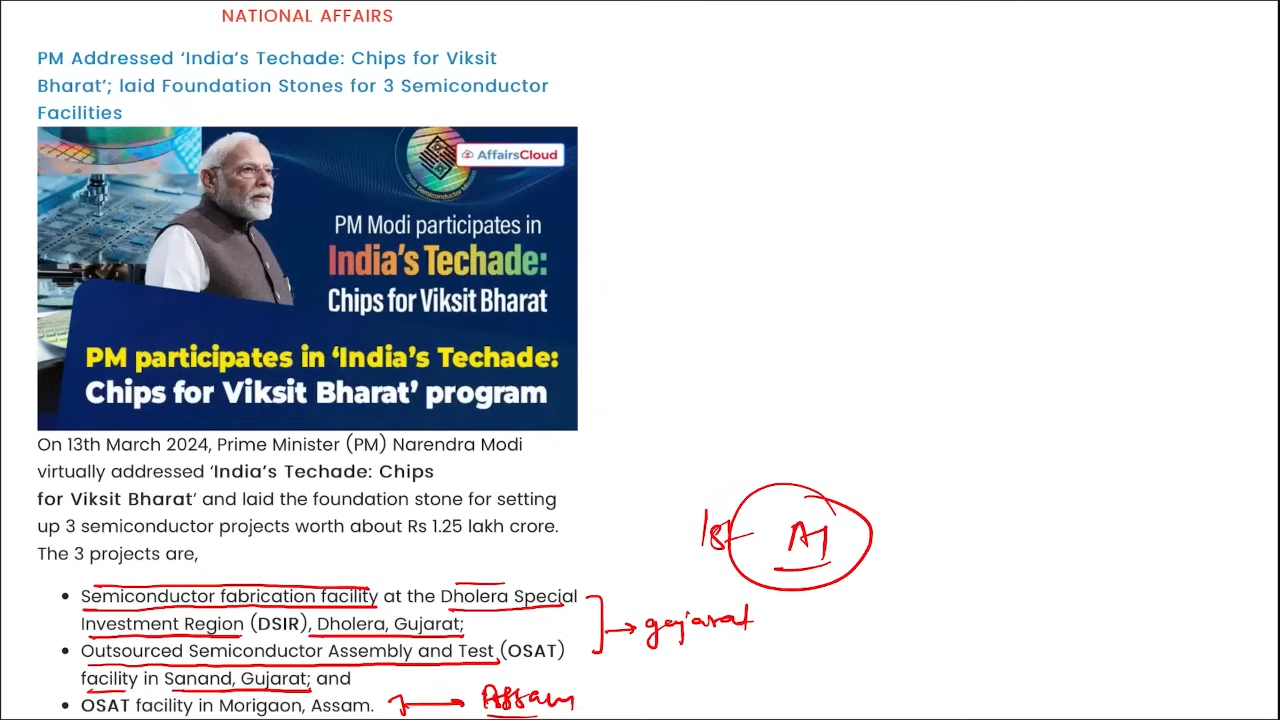 NATIONAL AFFAIRS
PM Addressed ‘India’s Techade: Chips for Viksit
Bharat’; laid Foundation Stones for 3 Semiconductor
Facilities
AffairsCloud
PM Modi participates in
India’s Techade:
Chips for Viksit Bharat
PM participates in ‘India’s Techade:
Chips for Viksit Bharat’ program
On 13th March 2024, Prime Minister (PM) Narendra Modi
virtually addressed ‘India’s Techade: Chips
for Viksit Bharat’ and laid the foundation stone for setting
up 3 semiconductor projects worth about Rs 1.25 lakh crore.
The 3 projects are,
1st
• Semiconductor fabrication facility at the Dholera Special
Investment Region (DSIR), Dholera, Gujarat;
gujarat
• Outsourced Semiconductor Assembly and Test (OSAT)
facility in Sanand, Gujarat; and
• OSAT facility in Morigaon, Assam.
Assam